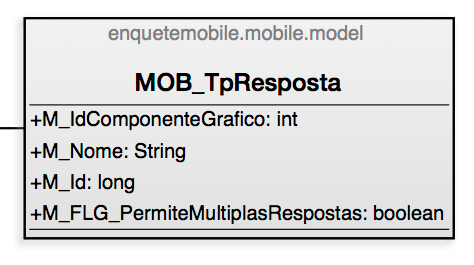 enquetemobile.mobile.model
MOB_TpResposta
+M_IdComponenteGrafico: int
+M_Nome: String
+M_Id: long
+M_FLG_PermiteMultiplasRespostas: boolean